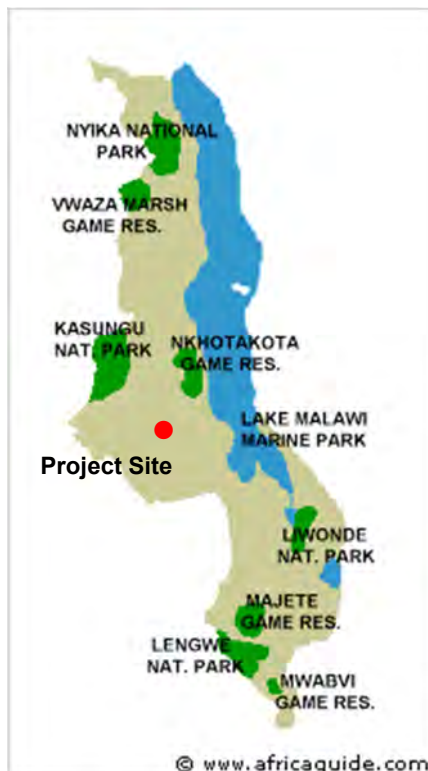 NYIKA NATIONAL
PARK
VWAZA MARSH
GAME RES.
KASUNGU
NAT. PARK
NKHOTAKOTA
GAME RES.
LAKE MALAWI
MARINE PARK
Project Site
LIWONDE
NAT. PARK
MAJETE
GAME RES.
LENGWE
NAT. PARK
MWABVI
GAME RES.
© www.africaguide.com